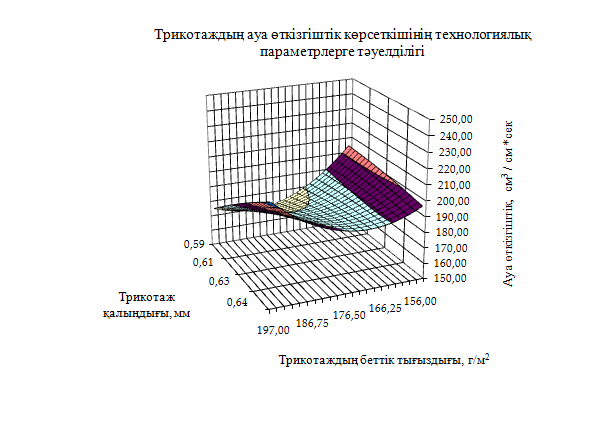 Трикотаждың ауа өткізгіштік көрсеткішінің технологиялық
параметрлерге тәуелділігі
250,00
240,00
230,00
220,00
210,00
200,00
190,00
180,00
170,00
160,00
150,00
Ауа өткізгіштік, см³ / см * сек
0,59
0,61
0,63
0,64
Трикотаж
қалыңдығы, мм
197,00 186,75 176,50 166,25 156,00
Трикотаждың беттік тығыздығы, г/м²